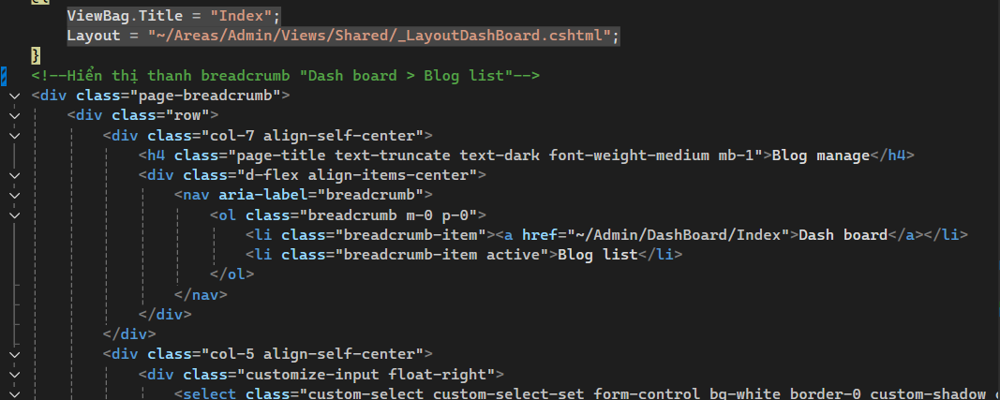 @{
ViewBag.Title = "Index";
Layout = "~/Areas/Admin/Views/Shared/_LayoutDashBoard.cshtml";
}
<!--Hiển thị thanh breadcrumb "Dash board > Blog list"-->
<div class="page-breadcrumb">
<div class="row">
<div class="col-7 align-self-center">
<h4 class="page-title text-truncate text-dark font-weight-medium mb-1">Blog manage</h4>
<div class="d-flex align-items-center">
<nav aria-label="breadcrumb">
<ol class="breadcrumb m-0 p-0">
<li class="breadcrumb-item"><a href="~/Admin/DashBoard/Index">Dash board</a></li>
<li class="breadcrumb-item active">Blog list</li>
</ol>
</nav>
</div>
</div>
<div class="col-5 align-self-center">
<div class="customize-input float-right">
<select class="custom-select custom-select-set form-control bg-white border-0 custom-shadow